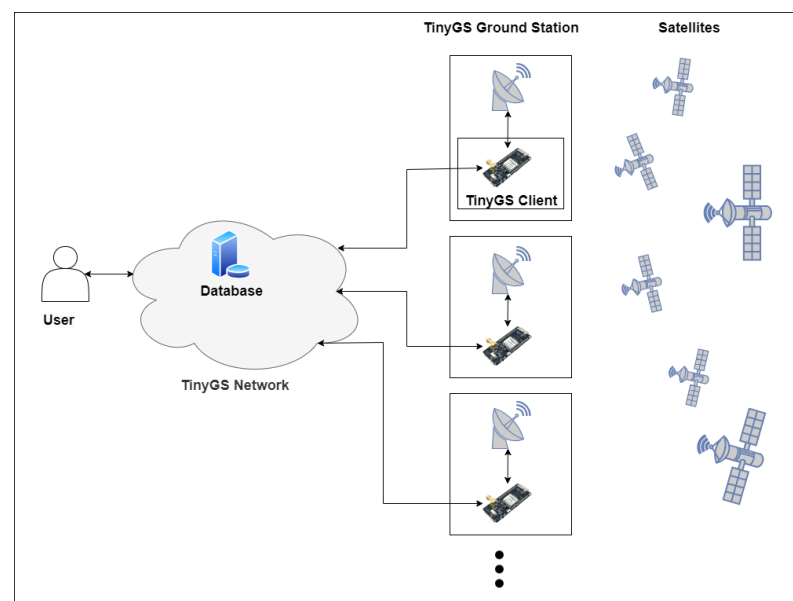 TinyGS Ground Station
Satellites
TinyGS Client
Database
User
TinyGS Network